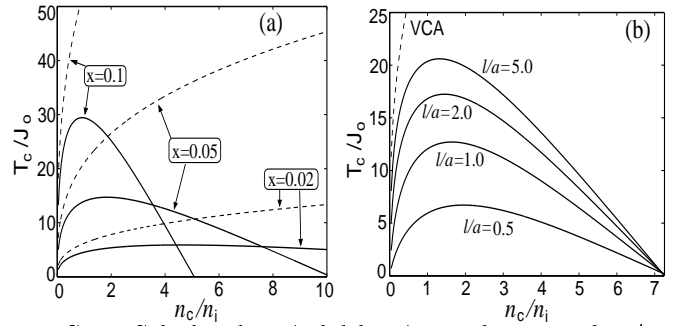 (a)
50
40
30
20
10
0
T_c/J_o
x=0.1
x=0.05
x=0.02
0 2 4 6 8 10
n_c/n_i
(b)
25
20
15
10
5
0
T_c/J_o
VCA
l/a=5.0
l/a=2.0
l/a=1.0
l/a=0.5
0 1 2 3 4 5 6 7
n_c/n_i